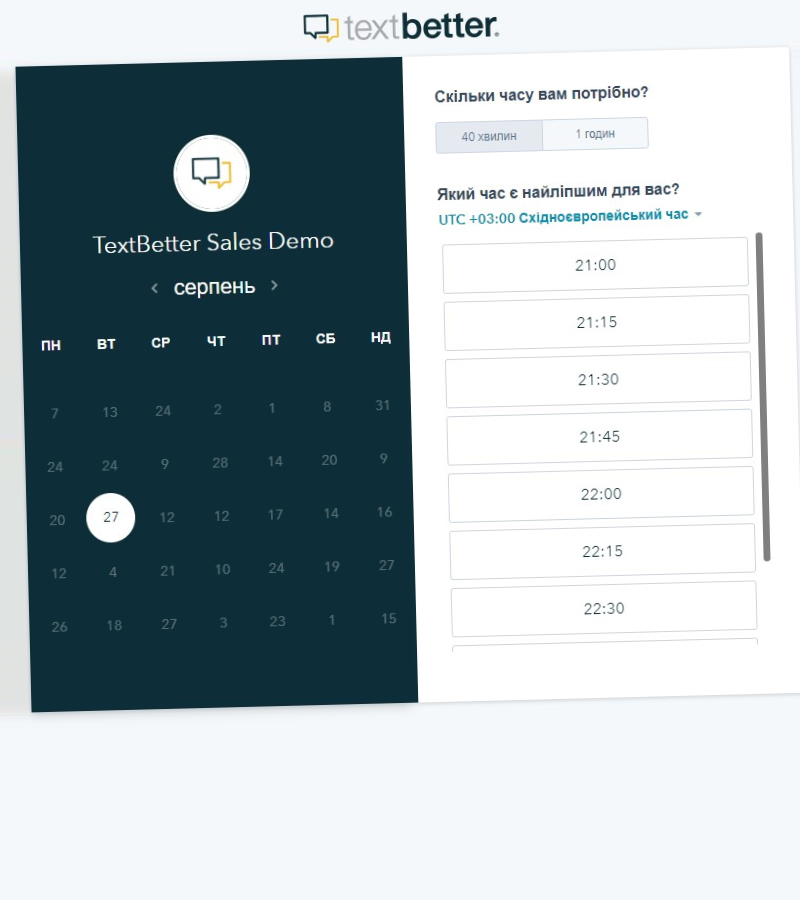 textbetter.
TextBetter Sales Demo
серпень
ПН ВТ СР ЧТ ПТ СБ НД
7 13 24 2 1 8 31
24 24 9 28 14 20 9
20 27 12 12 17 14 16
12 4 21 10 24 19 27
26 18 27 3 23 1 15
Скільки часу вам потрібно?
40 хвилин 1 годин
Який час є найліпшим для вас?
UTC +03:00 Східноєвропейський час
21:00
21:15
21:30
21:45
22:00
22:15
22:30